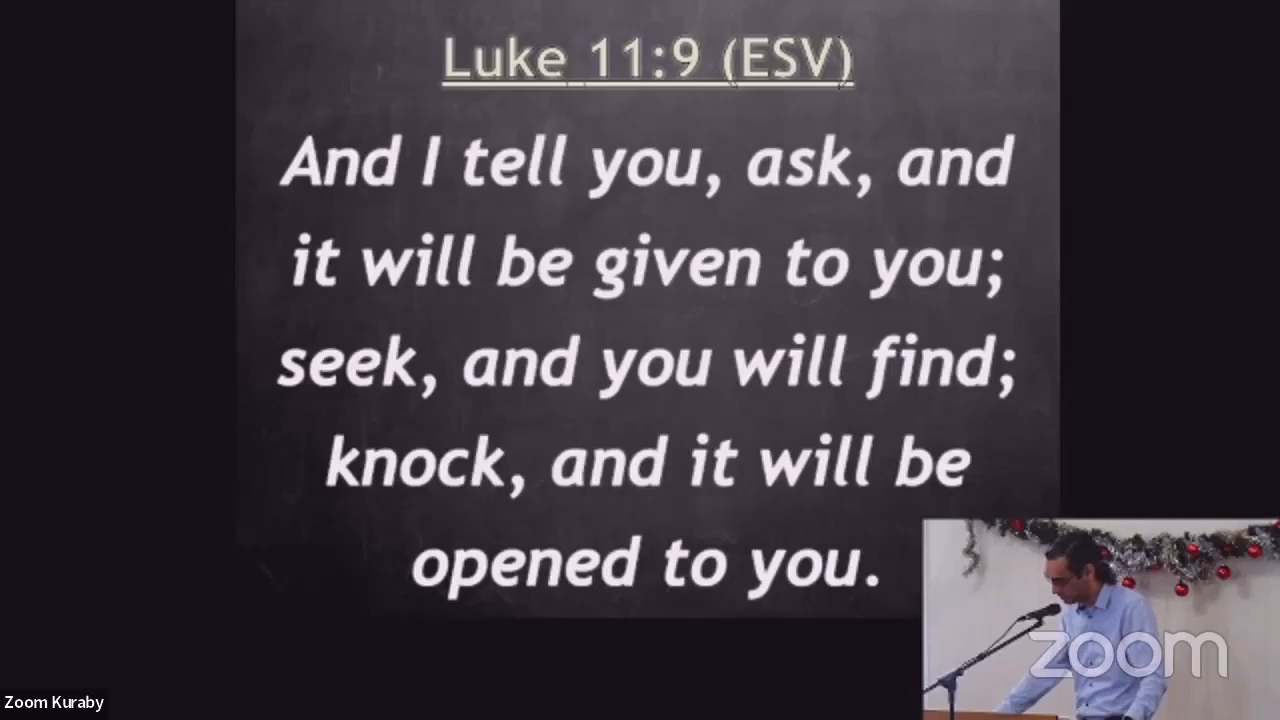 Luke 11:9 (ESV)
And I tell you, ask, and
it will be given to you;
seek, and you will find;
knock, and it will be
opened to you.
zoom
Zoom Kuraby